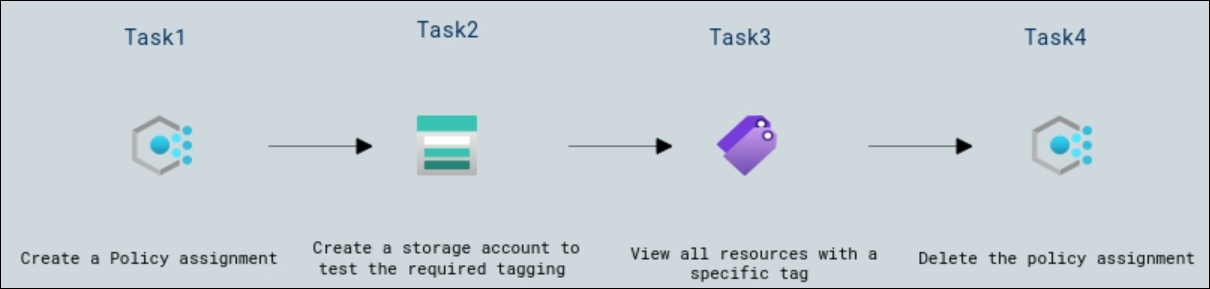 Task1
Task2
Task3
Task4
Create a Policy assignment
Create a storage account to
test the required tagging
View all resources with a
specific tag
Delete the policy assignment